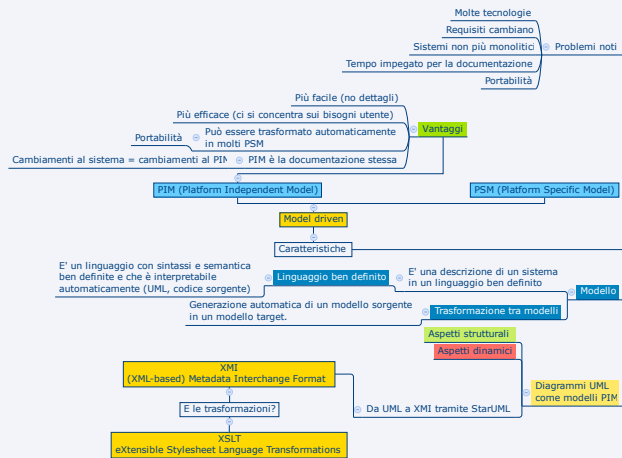 Molte tecnologie
Requisiti cambiano
Sistemi non più monolitici
Problemi noti
Tempo impegato per la documentazione
Portabilità
Più facile (no dettagli)
Più efficace (ci si concentra sui bisogni utente)
Vantaggi
Portabilità
Può essere trasformato automaticamente
in molti PSM
Cambiamenti al sistema = cambiamenti al PIM
PIM è la documentazione stessa
PIM (Platform Independent Model)
PSM (Platform Specific Model)
Model driven
Caratteristiche
E' un linguaggio con sintassi e semantica
ben definite e che è interpretabile
automaticamente (UML, codice sorgente)
Linguaggio ben definito
E' una descrizione di un sistema
in un linguaggio ben definito
Modello
Generazione automatica di un modello sorgente
in un modello target.
Trasformazione tra modelli
Aspetti strutturali
Aspetti dinamici
XMI
(XML-based) Metadata Interchange Format
Diagrammi UML
come modelli PIM
Da UML a XMI tramite StarUML
E le trasformazioni?
XSLT
eXtensible Stylesheet Language Transformations